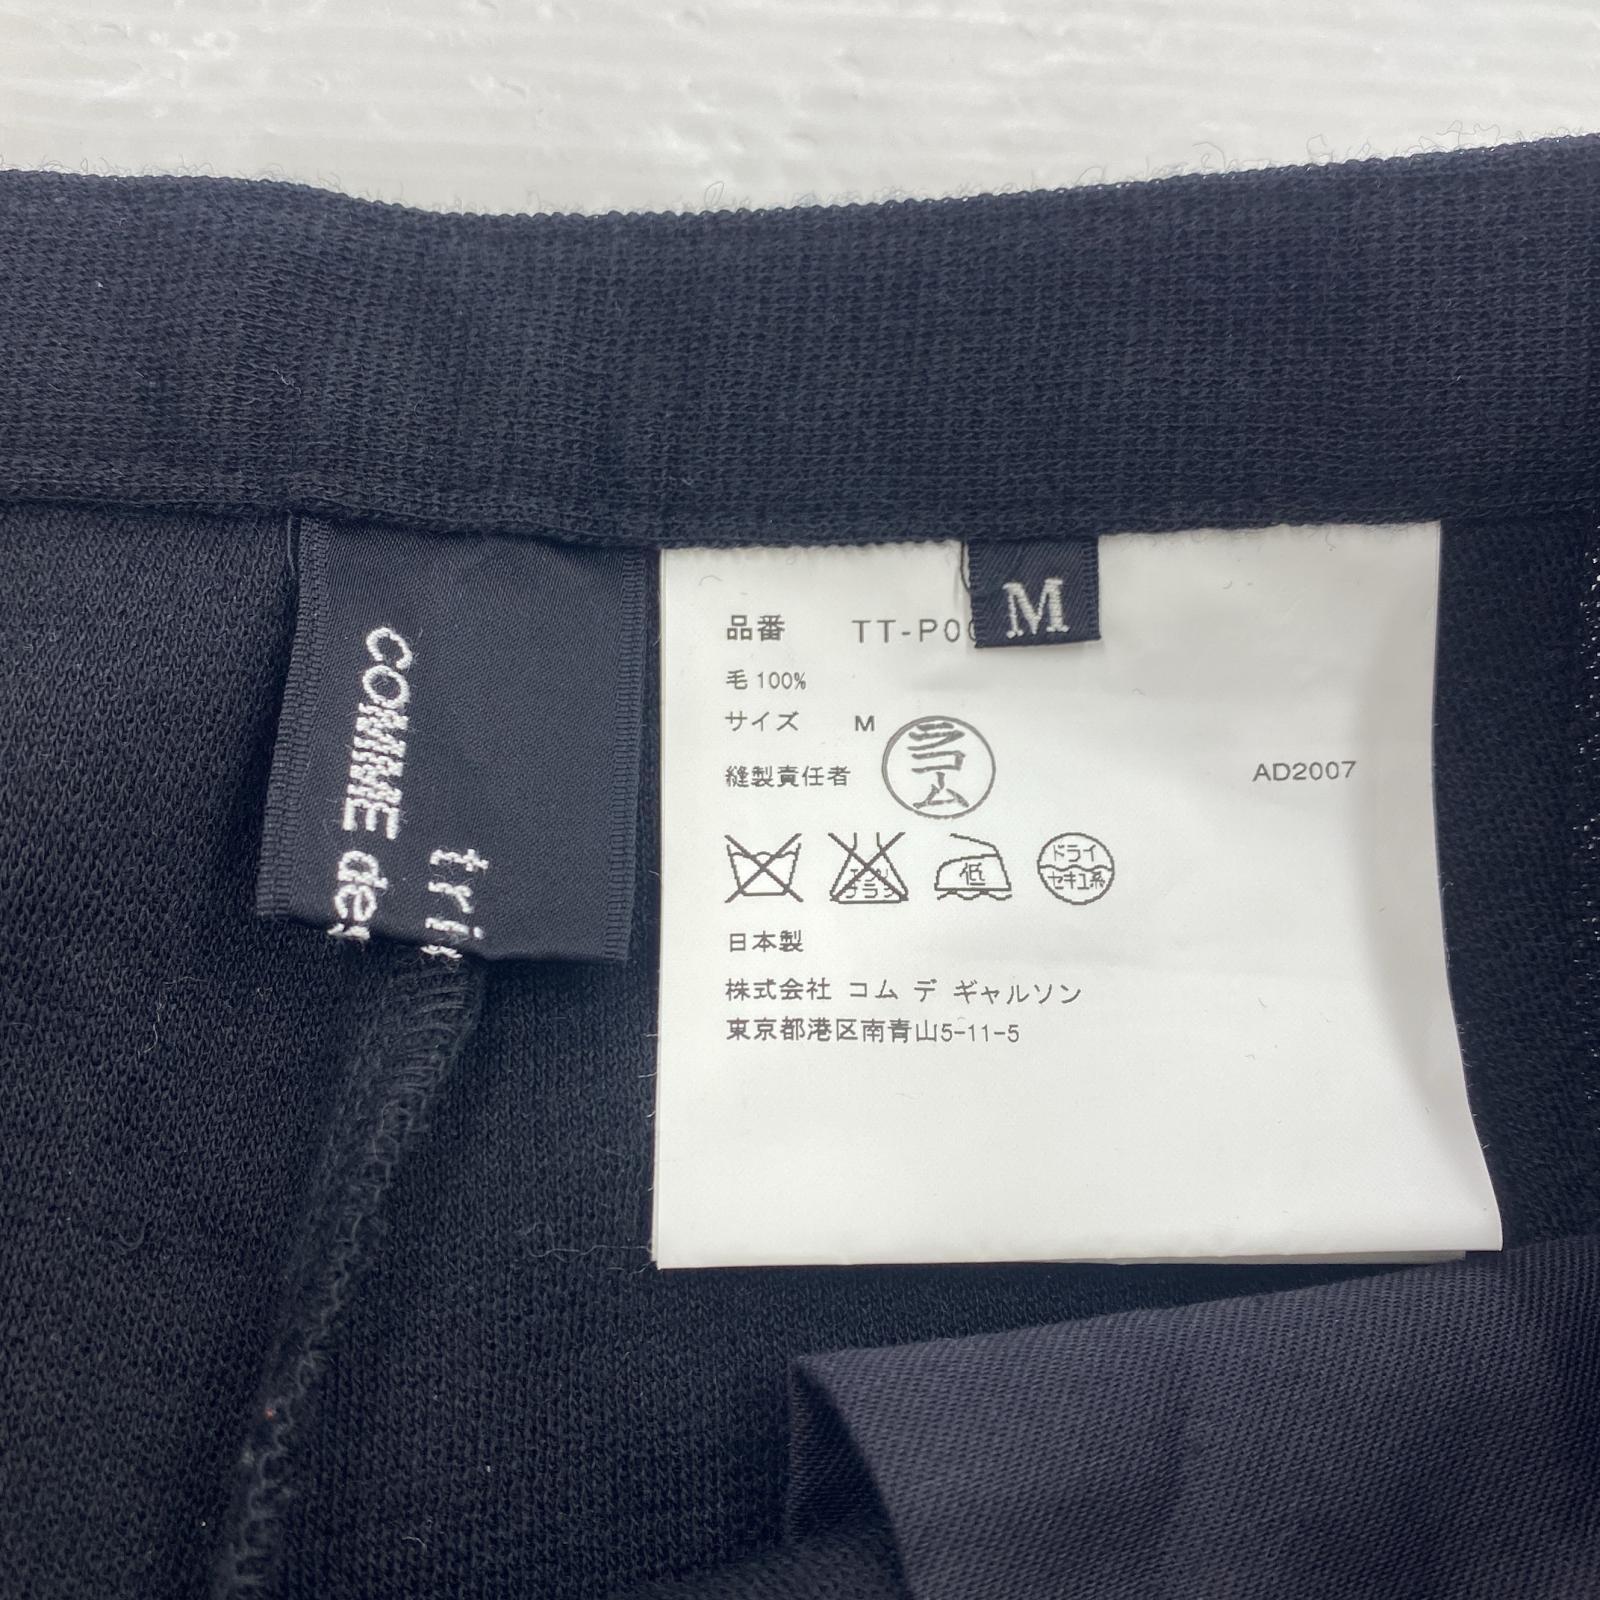 COMME des
tri
M
品番 TT-P00
毛 100%
サイズ M
縫製責任者 ラコム
AD2007
低
ドライ
セキユ系
日本製
株式会社 コム デ ギャルソン
東京都港区南青山5-11-5